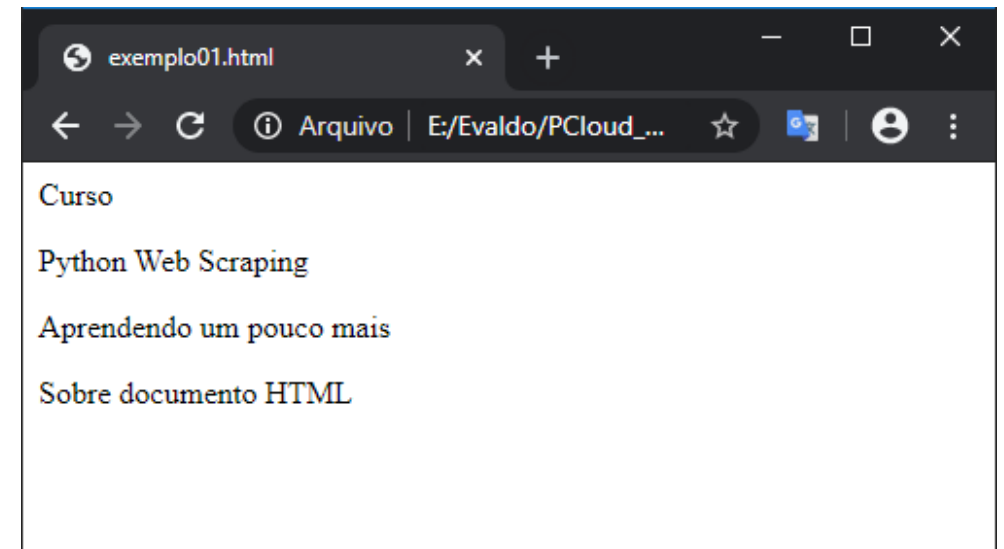 exemplo01.html
Arquivo E:/Evaldo/PCloud_...
Curso
Python Web Scraping
Aprendendo um pouco mais
Sobre documento HTML